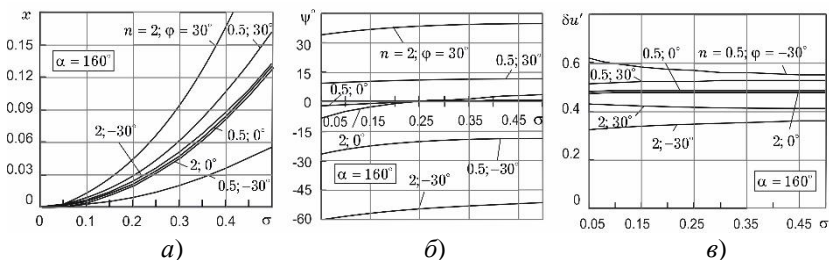 x
0.15
0.12
0.09
0.06
0.03
0
0 0.1 0.2 0.3 0.4 σ
n = 2; φ = 30°
0.5; 30°
α = 160°
2; −30°
0.5; 0°
2; 0°
0.5; −30°
а)
ψ°
30
15
0
-15
-30
-45
-60
n = 2; φ = 30°
0.5; 30°
0.5; 0°
0.05 0.15 0.25 0.35 0.45 σ
2; 0°
0.5; −30°
α = 160°
2; −30°
б)
δu′
0.6
0.4
0.2
0
0.05 0.15 0.25 0.35 0.45 σ
0.5; 0° n = 0.5; φ = −30°
0.5; 30°
2; 30°
2; −30°
2; 0°
α = 160°
в)